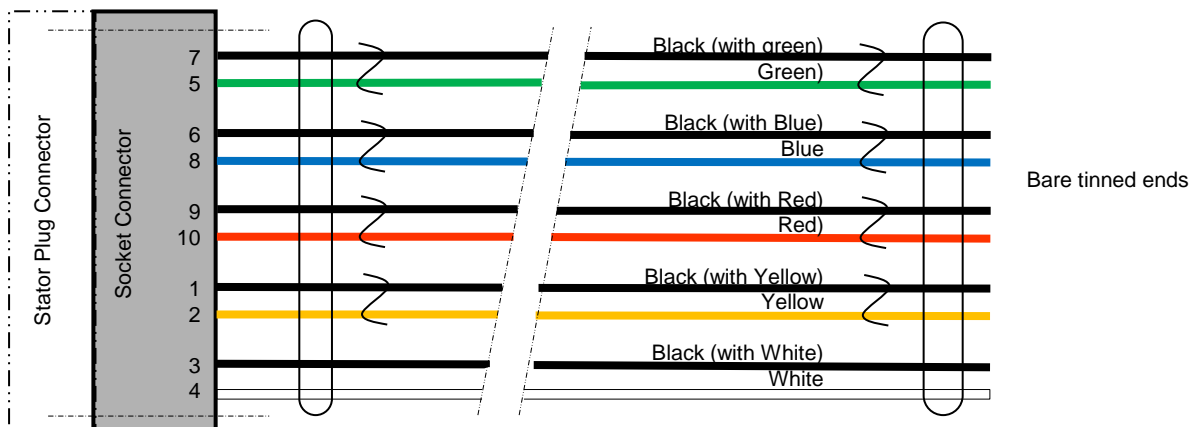 Stator Plug Connector
Socket Connector
7
Black (with green)
5
Green)
6
Black (with Blue)
8
Blue
9
Black (with Red)
10
Red)
1
Black (with Yellow)
2
Yellow
3
Black (with White)
4
White
Bare tinned ends